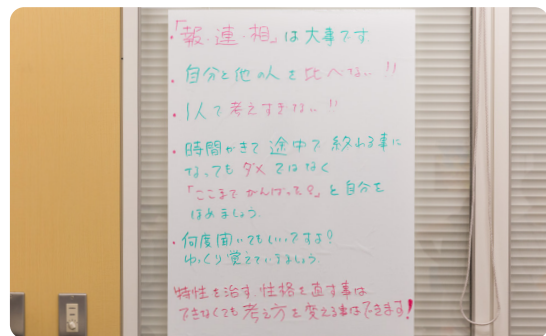 ・「報・連・相」は大事です
・自分と他の人を比べない!!
・1人で考えすぎない!!
・時間がきて途中で終わる事に
なってもダメではなく
「ここまでがんばってる」と自分を
ほめましょう。
・何度聞いてもいいですよ?
ゆっくり覚えていきましょう。
特性を治す、性格を直す事は
できなくても考え方を変える事はできます!